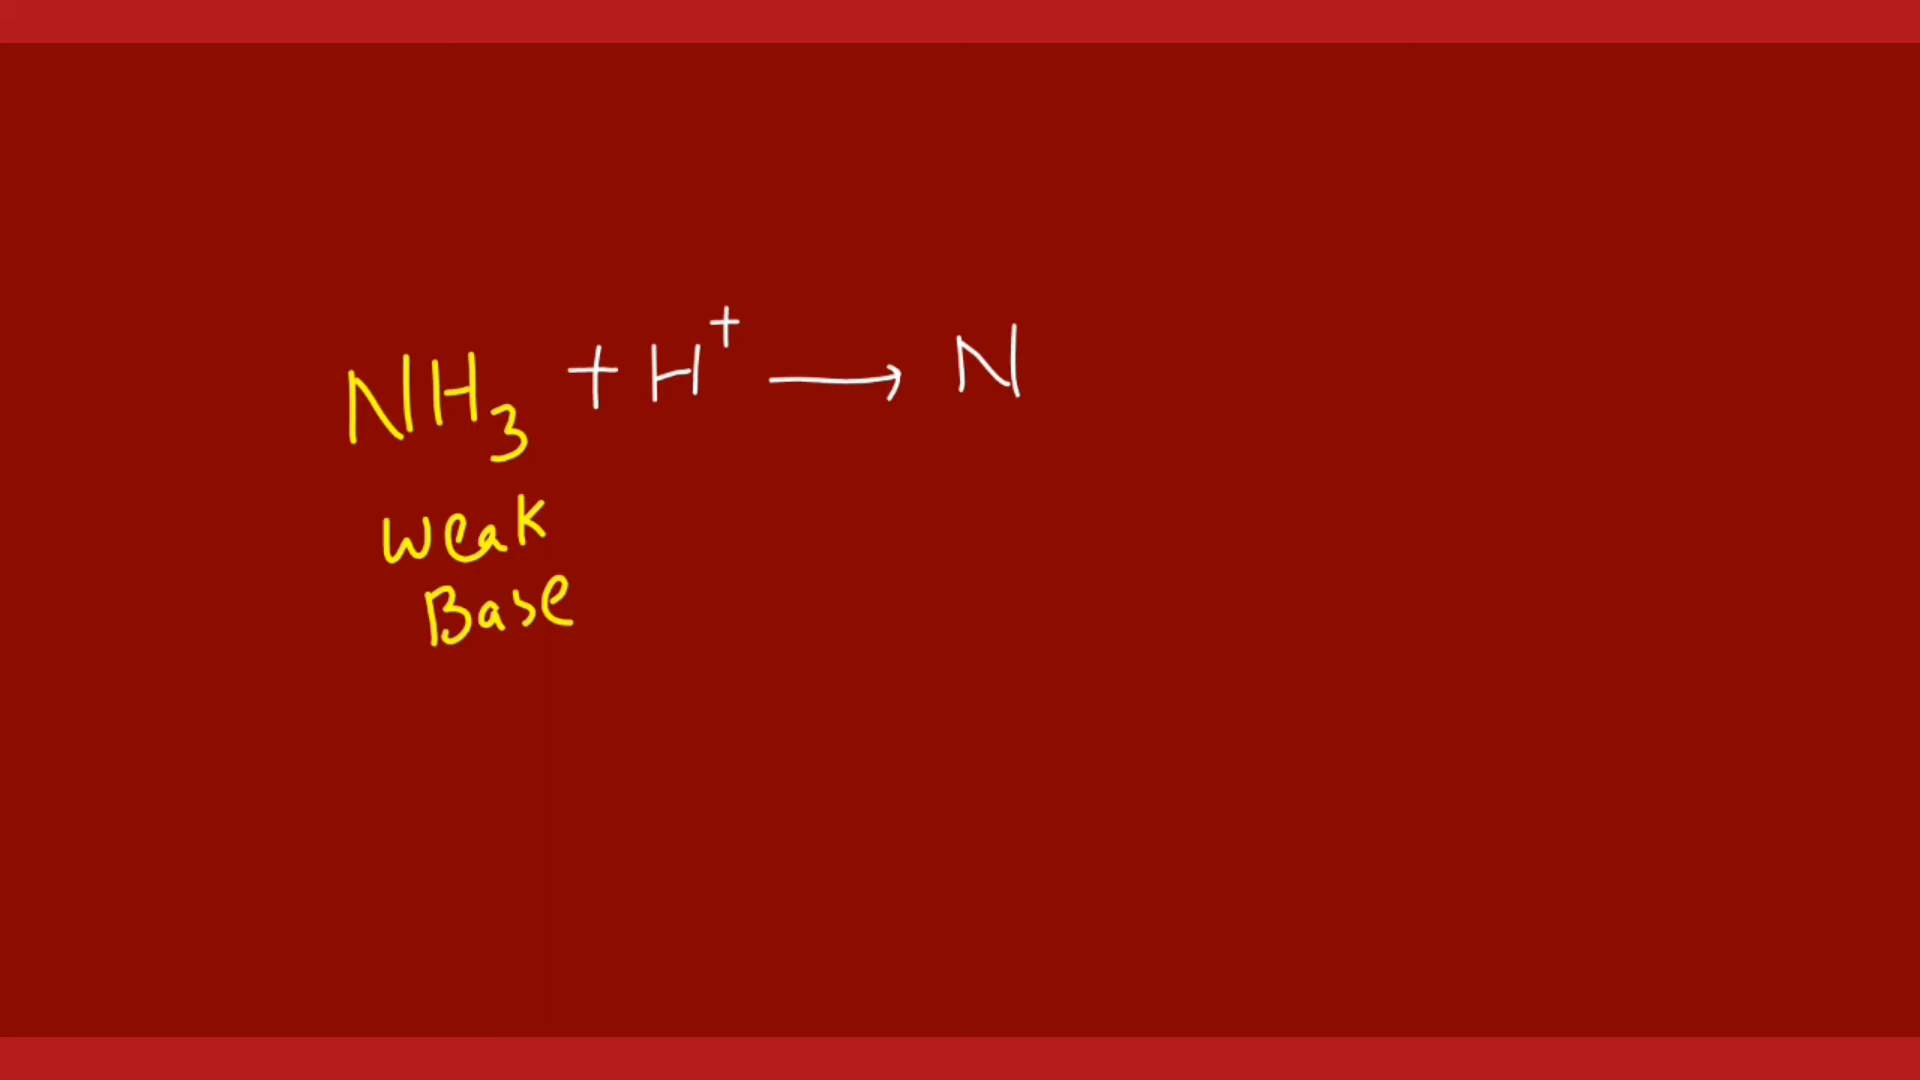 NH₃ + H⁺ → N
Weak
Base